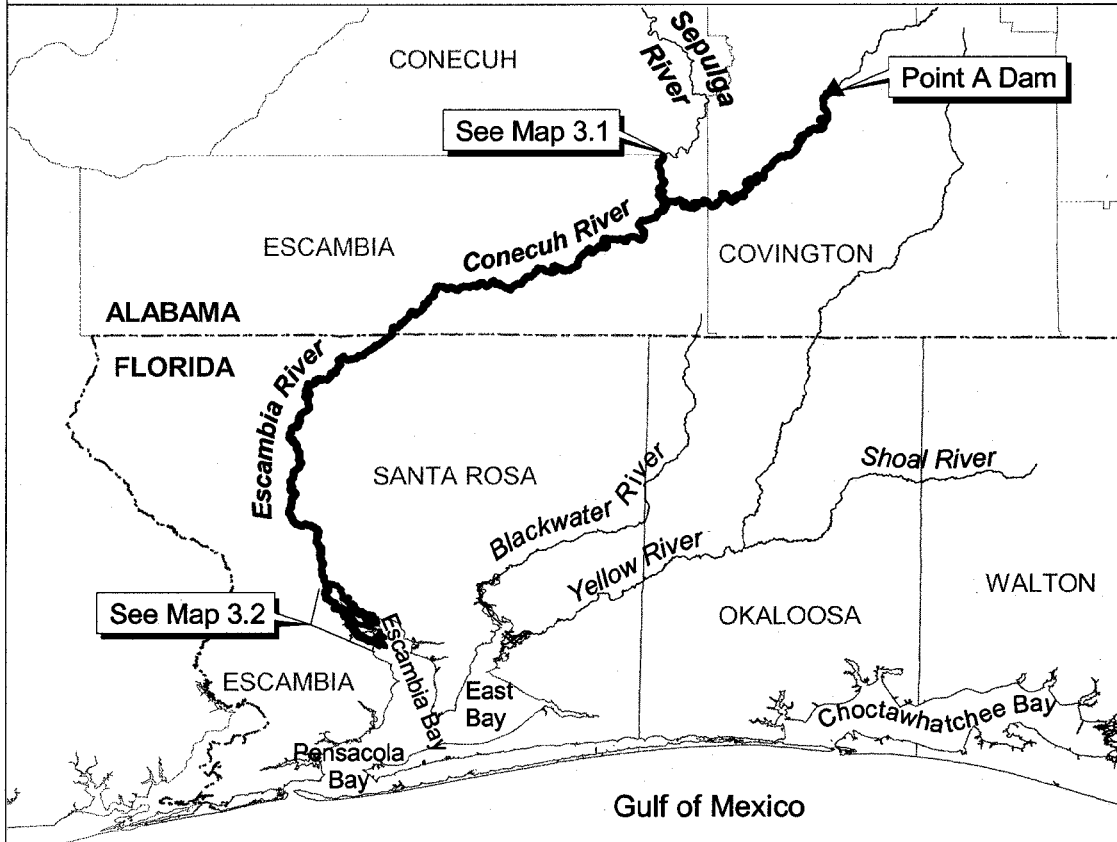 CONECUH
Sepulga
River
Point A Dam
See Map 3.1
ESCAMBIA
Conecuh River
COVINGTON
ALABAMA
FLORIDA
Escambia River
SANTA ROSA
Blackwater River
Shoal River
Yellow River
WALTON
See Map 3.2
OKALOOSA
ESCAMBIA
Escambia Bay
East
Bay
Choctawhatchee Bay
Pensacola
Bay
Gulf of Mexico